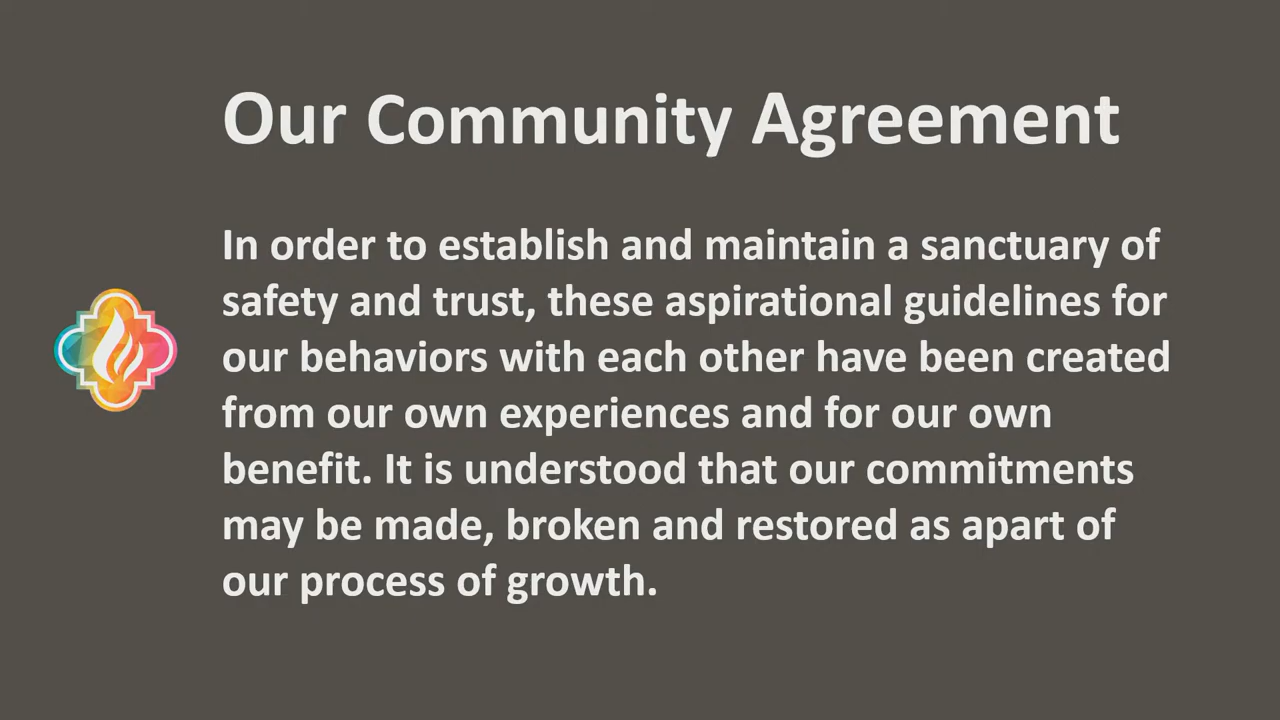 Our Community Agreement
In order to establish and maintain a sanctuary of
safety and trust, these aspirational guidelines for
our behaviors with each other have been created
from our own experiences and for our own
benefit. It is understood that our commitments
may be made, broken and restored as apart of
our process of growth.